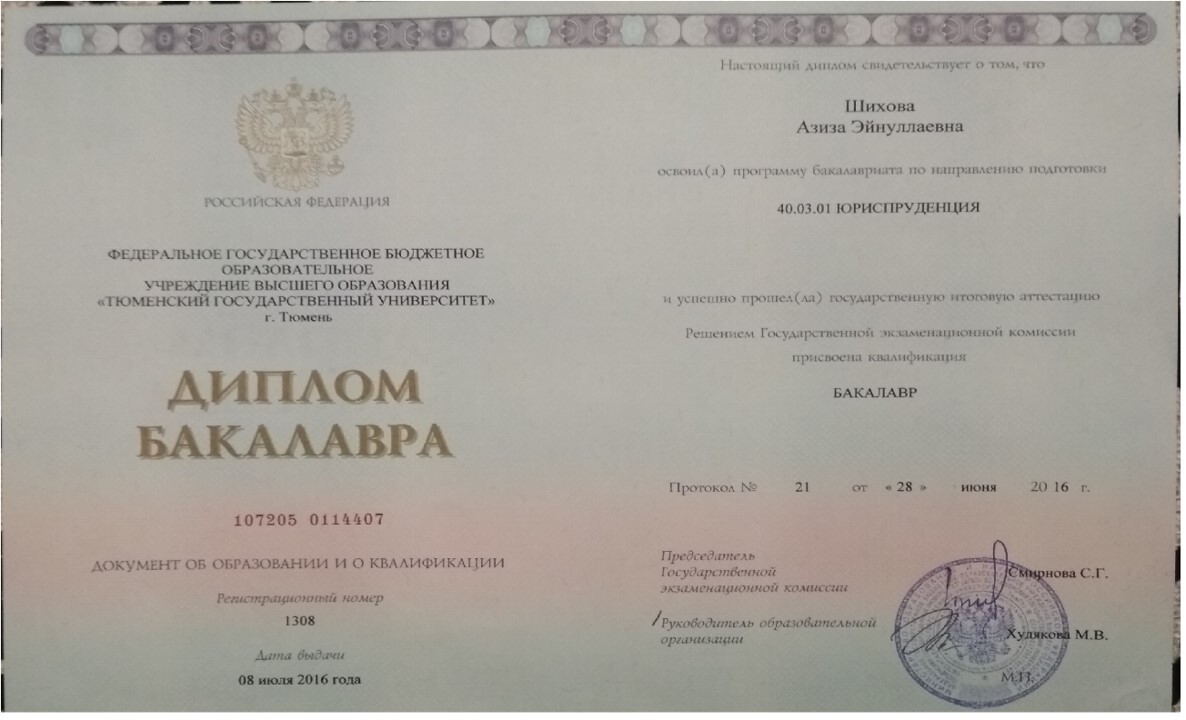 РОССИЙСКАЯ ФЕДЕРАЦИЯ
ФЕДЕРАЛЬНОЕ ГОСУДАРСТВЕННОЕ БЮДЖЕТНОЕ
ОБРАЗОВАТЕЛЬНОЕ
УЧРЕЖДЕНИЕ ВЫСШЕГО ОБРАЗОВАНИЯ
«ТЮМЕНСКИЙ ГОСУДАРСТВЕННЫЙ УНИВЕРСИТЕТ»
г. Тюмень
ДИПЛОМ
БАКАЛАВРА
107205 0114407
ДОКУМЕНТ ОБ ОБРАЗОВАНИИ И О КВАЛИФИКАЦИИ
Регистрационный номер
1308
Дата выдачи
08 июля 2016 года
Настоящий диплом свидетельствует о том, что
Шихова
Азиза Эйнуллаевна
освоил(а) программу бакалавриата по направлению подготовки
40.03.01 ЮРИСПРУДЕНЦИЯ
и успешно прошел(ла) государственную итоговую аттестацию
Решением Государственной экзаменационной комиссии
присвоена квалификация
БАКАЛАВР
Протокол № 21 от « 28 » июня 20 16 г.
Председатель
Государственной
экзаменационной комиссии
Смирнова С.Г.
Руководитель образовательной
организации
Худякова М.В.
М.П.